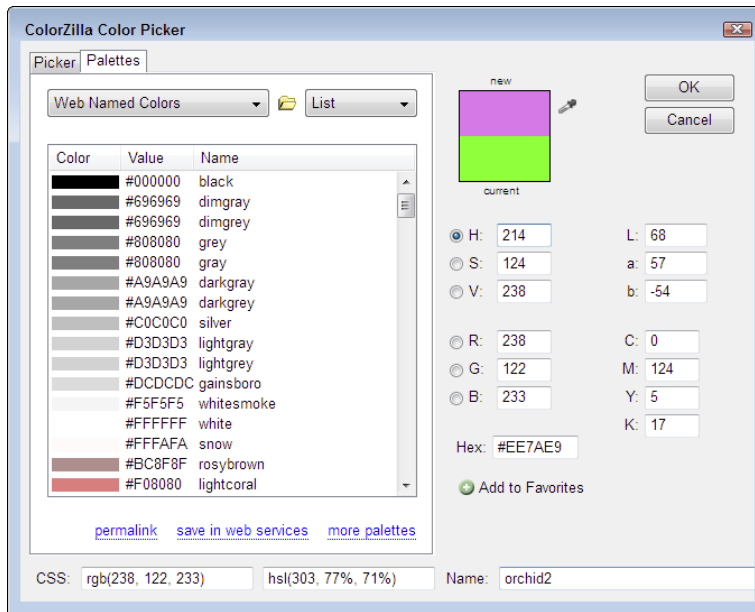 ColorZilla Color Picker
Picker Palettes
Web Named Colors List
Color Value Name
#000000 black
#696969 dimgray
#696969 dimgrey
#808080 grey
#808080 gray
#A9A9A9 darkgray
#A9A9A9 darkgrey
#C0C0C0 silver
#D3D3D3 lightgray
#D3D3D3 lightgrey
#DCDCDC gainsboro
#F5F5F5 whitesmoke
#FFFFFF white
#FFFAFA snow
#BC8F8F rosybrown
#F08080 lightcoral
permalink save in web services more palettes
new
current
OK
Cancel
H: 214 L: 68
S: 124 a: 57
V: 238 b: -54
R: 238 C: 0
G: 122 M: 124
B: 233 Y: 5
K: 17
Hex: #EE7AE9
Add to Favorites
CSS: rgb(238, 122, 233) hsl(303, 77%, 71%) Name: orchid2